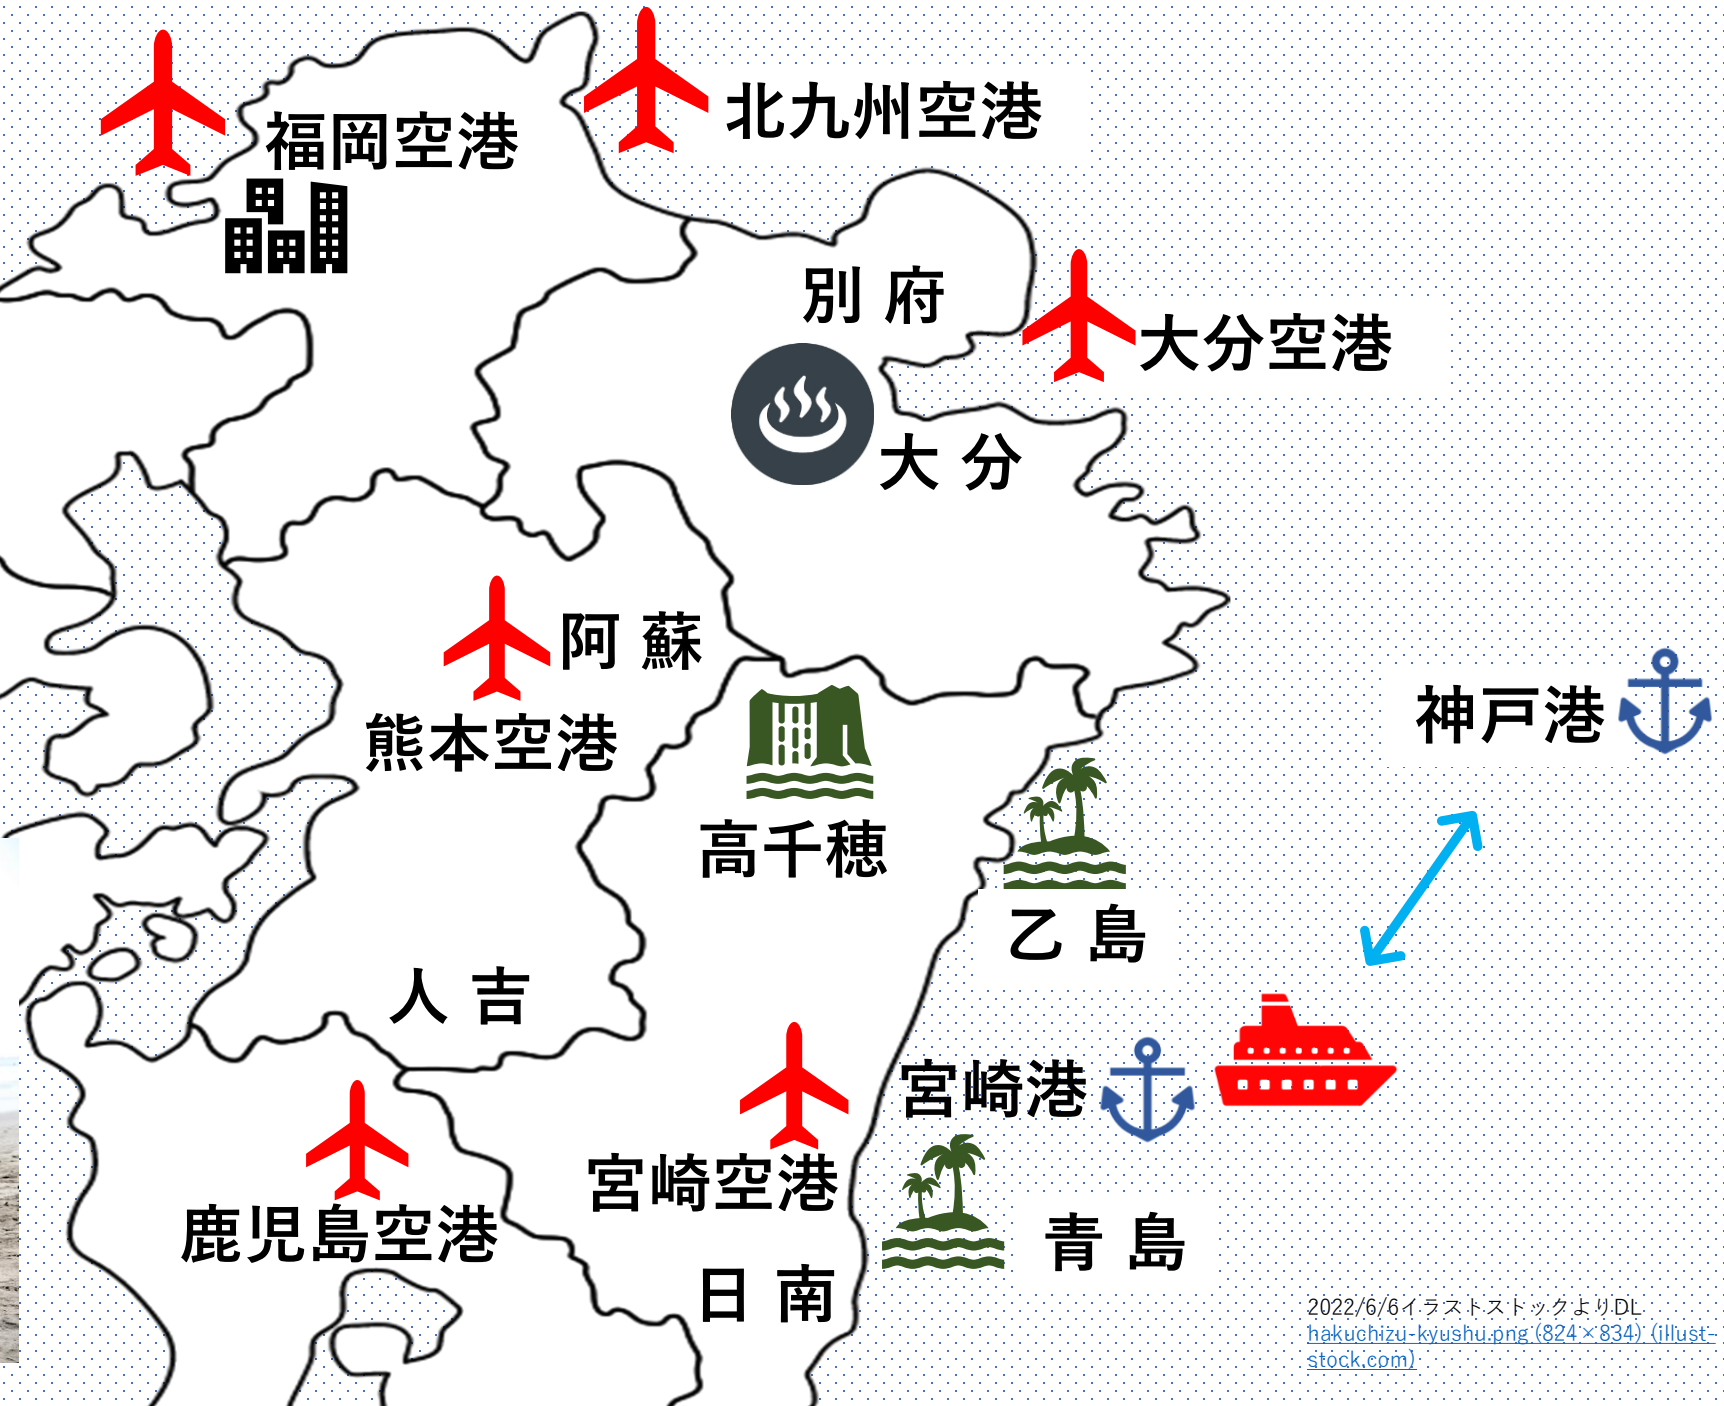 北九州空港
福岡空港
別府
大分空港
大分
阿蘇
熊本空港
神戸港
高千穂
乙島
人吉
宮崎港
宮崎空港
鹿児島空港
青島
日南
2022/6/6イラストストックよりDL
hakuchizu-kyushu.png (824×834) (illust-
stock.com)